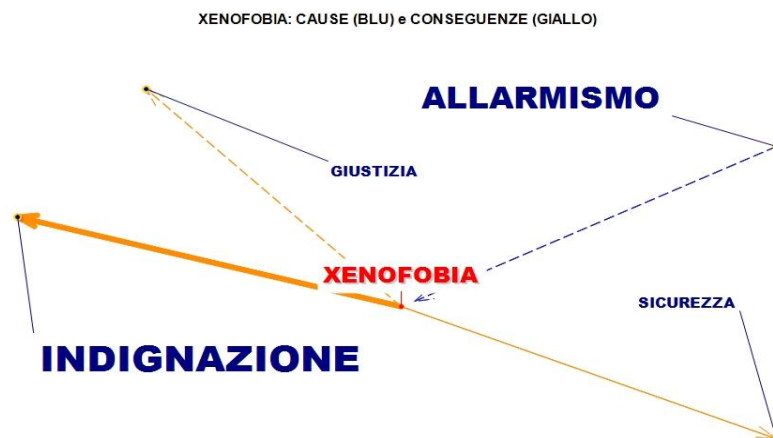 XENOFOBIA: CAUSE (BLU) e CONSEGUENZE (GIALLO)
ALLARMISMO
GIUSTIZIA
XENOFOBIA
SICUREZZA
INDIGNAZIONE